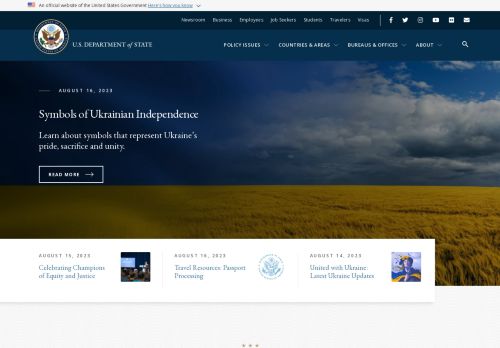 An official website of the United States Government Here's how you know
Newsroom Business Employees Job Seekers Students Travelers Visas
U.S. DEPARTMENT of STATE
POLICY ISSUES COUNTRIES & AREAS BUREAUS & OFFICES ABOUT
AUGUST 16, 2023
Symbols of Ukrainian Independence
Learn about symbols that represent Ukraine's
pride, sacrifice and unity.
READ MORE
AUGUST 15, 2023
Celebrating Champions
of Equity and Justice
AUGUST 16, 2023
Travel Resources: Passport
Processing
AUGUST 14, 2023
United with Ukraine:
Latest Ukraine Updates